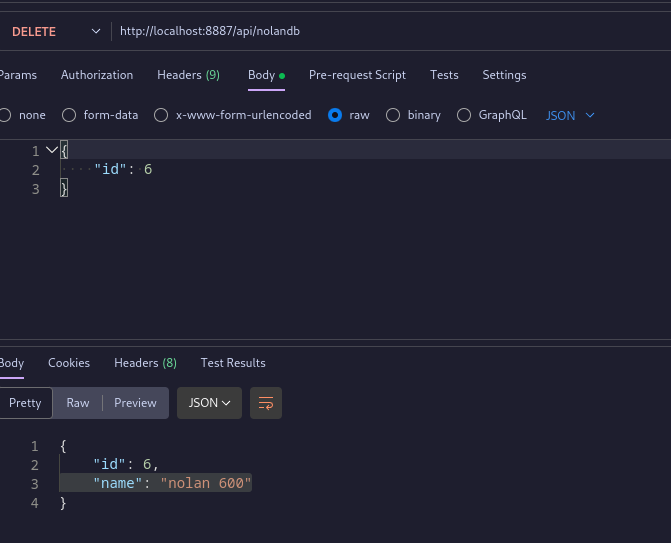 DELETE http://localhost:8887/api/nolandb
Params Authorization Headers (9) Body Pre-request Script Tests Settings
none form-data x-www-form-urlencoded raw binary GraphQL JSON
1 {
2 "id": 6
3 }
Body Cookies Headers (8) Test Results
Pretty Raw Preview JSON
1 {
2 "id": 6,
3 "name": "nolan 600"
4 }